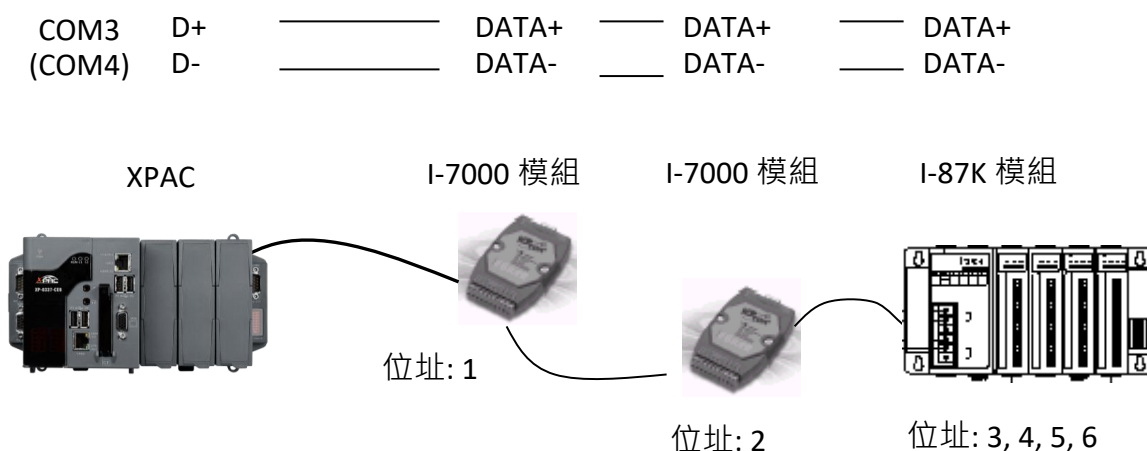 COM3 D+ DATA+ DATA+ DATA+
(COM4) D- DATA- DATA- DATA-
XPAC I-7000 模組 I-7000 模組 I-87K 模組
位址: 1
位址: 2 位址: 3, 4, 5, 6